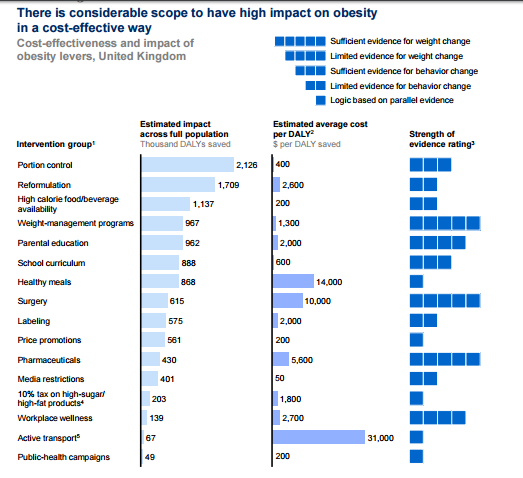 There is considerable scope to have high impact on obesity
in a cost-effective way
Cost-effectiveness and impact of
obesity levers, United Kingdom
Sufficient evidence for weight change
Limited evidence for weight change
Sufficient evidence for behavior change
Limited evidence for behavior change
Logic based on parallel evidence
Intervention group¹
Estimated impact
across full population
Thousand DALYs saved
Estimated average cost
per DALY²
$ per DALY saved
Strength of
evidence rating³
Portion control 2,126 400
Reformulation 1,709 2,600
High calorie food/beverage
availability 1,137 200
Weight-management programs 967 1,300
Parental education 962 2,000
School curriculum 888 600
Healthy meals 868 14,000
Surgery 615 10,000
Labeling 575 2,000
Price promotions 561 200
Pharmaceuticals 430 5,600
Media restrictions 401 50
10% tax on high-sugar/
high-fat products⁴ 203 1,800
Workplace wellness 139 2,700
Active transport⁵ 67 31,000
Public-health campaigns 49 200